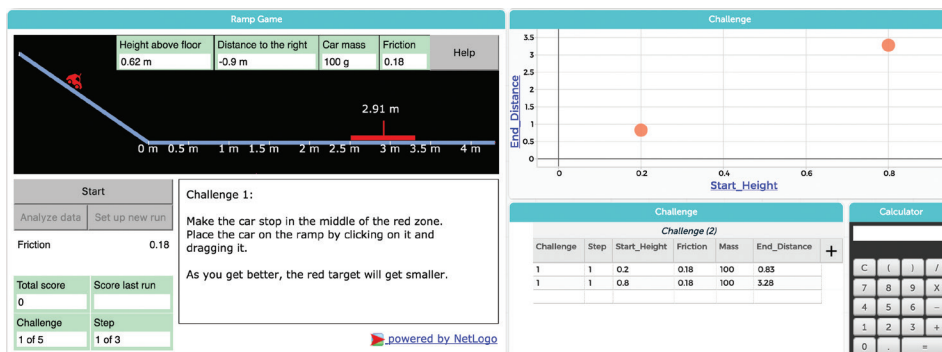 Ramp Game
Height above floor
0.62 m
Distance to the right
-0.9 m
Car mass
100 g
Friction
0.18
Help
2.91 m
0 m 0.5 m 1 m 1.5 m 2 m 2.5 m 3 m 3.5 m 4 m
Start
Analyze data
Set up new run
Friction 0.18
Total score
0
Score last run
Challenge
1 of 5
Step
1 of 3
Challenge 1:
Make the car stop in the middle of the red zone.
Place the car on the ramp by clicking on it and
dragging it.
As you get better, the red target will get smaller.
powered by NetLogo
Challenge
3.5
3
2.5
2
1.5
1
0.5
0
End_Distance
0 0.2 0.4 0.6 0.8
Start_Height
Challenge
Challenge (2)
Challenge Step Start_Height Friction Mass End_Distance +
1 1 0.2 0.18 100 0.83
1 1 0.8 0.18 100 3.28
Calculator
C ( ) /
7 8 9 X
4 5 6 −
1 2 3 +
0 . =